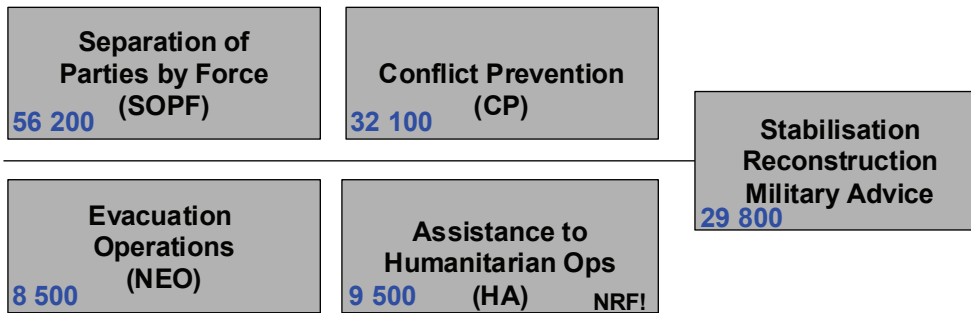 Separation of
Parties by Force
(SOPF)
56 200
Conflict Prevention
(CP)
32 100
Stabilisation
Reconstruction
Military Advice
29 800
Evacuation
Operations
(NEO)
8 500
Assistance to
Humanitarian Ops
(HA)
9 500
NRF!